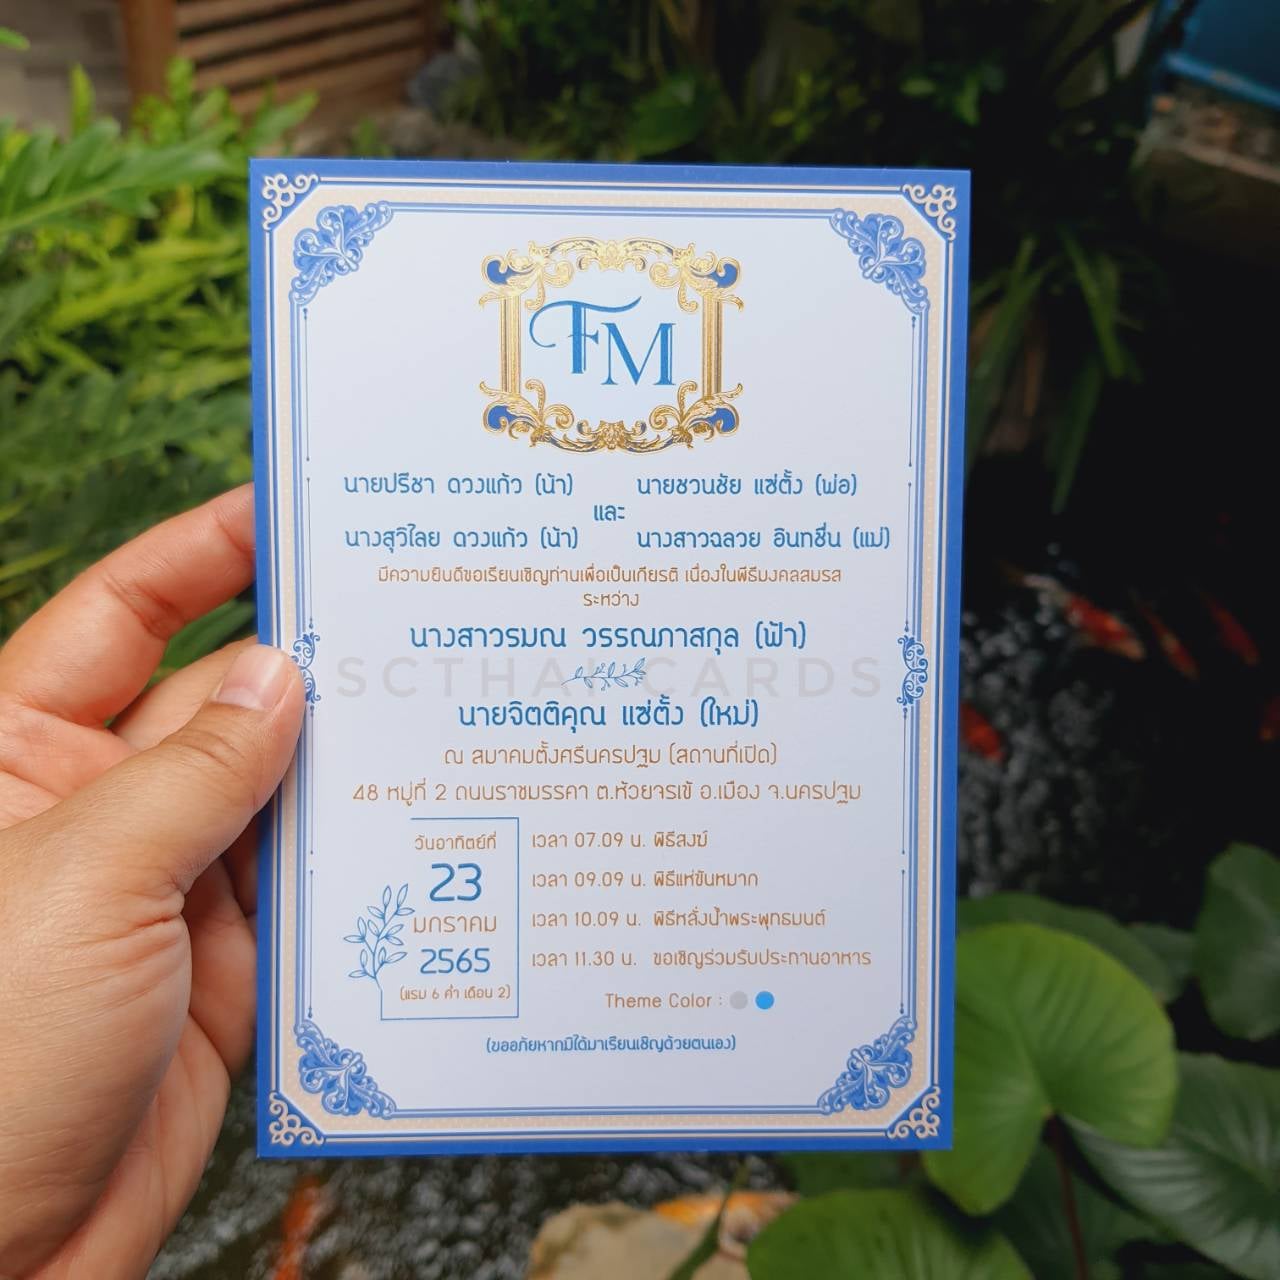 FM
นายปรีชา ดวงแก้ว (น้า) นายชวนชัย แซ่ตั้ง (พ่อ)
และ
นางสุวิไลย ดวงแก้ว (น้า) นางสาวฉลวย อินทชื่น (แม่)
มีความยินดีขอเรียนเชิญท่านเพื่อเป็นเกียรติ เนื่องในพิธีมงคลสมรส
ระหว่าง
นางสาวรมณ วรรณภาสกุล (ฟ้า)
SCTHAI CARDS
นายจิตติคุณ แซ่ตั้ง (ใหม่)
ณ สมาคมตั้งศรีนครปฐม (สถานที่เปิด)
48 หมู่ที่ 2 ถนนราชมรรคา ต.ห้วยจรเข้ อ.เมือง จ.นครปฐม
วันอาทิตย์ที่
23
มกราคม
2565
(แรม 6 ค่ำ เดือน 2)
เวลา 07.09 น. พิธีสงฆ์
เวลา 09.09 น. พิธีแห่ขันหมาก
เวลา 10.09 น. พิธีหลั่งน้ำพระพุทธมนต์
เวลา 11.30 น. ขอเชิญร่วมรับประทานอาหาร
Theme Color :
(ขออภัยหากมิได้มาเรียนเชิญด้วยตนเอง)